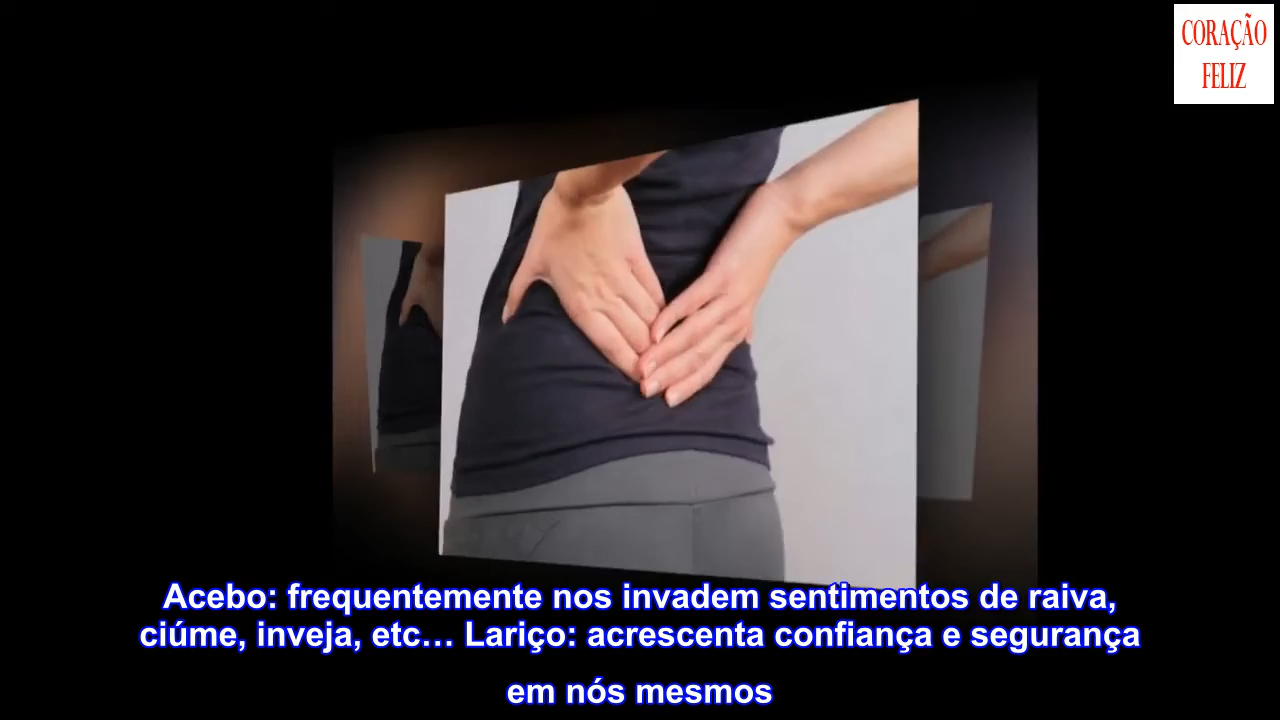 CORAÇÃO
FELIZ
Acebo: frequentemente nos invadem sentimentos de raiva,
ciúme, inveja, etc... Lariço: acrescenta confiança e segurança
em nós mesmos